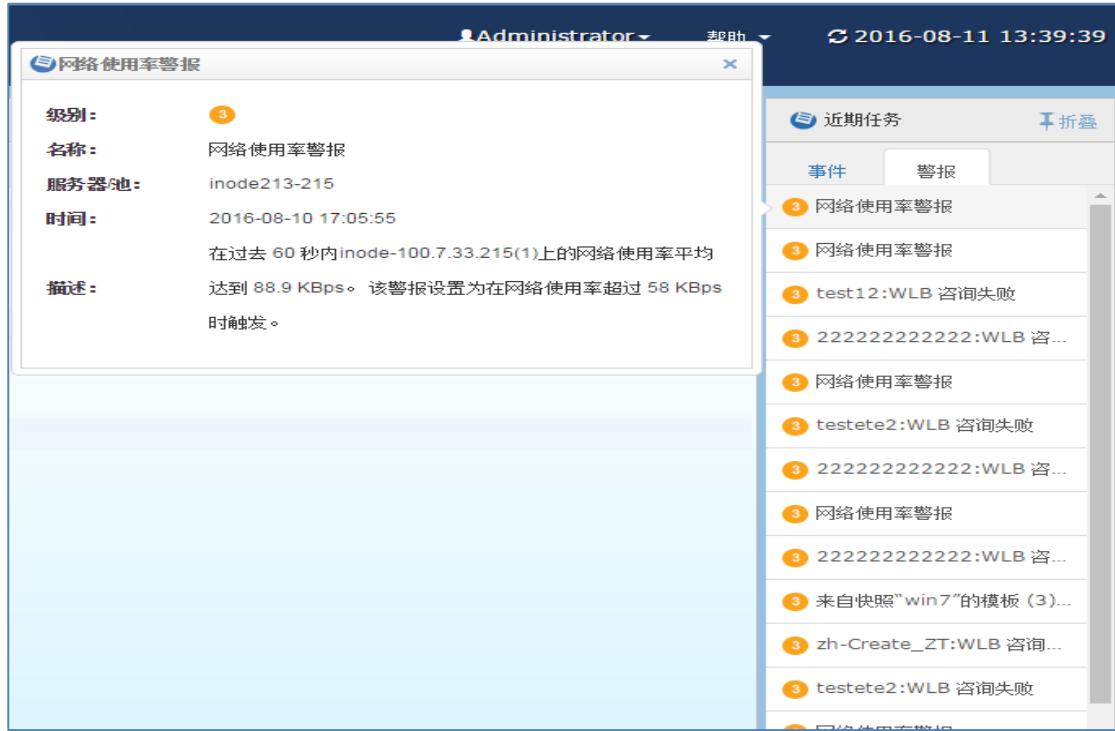 Administrator
帮助
2016-08-11 13:39:39
网络使用率警报
×
级别：
3
名称：
网络使用率警报
服务器/池：
inode213-215
时间：
2016-08-10 17:05:55
描述：
在过去 60 秒内inode-100.7.33.215(1)上的网络使用率平均
达到 88.9 KBps。该警报设置为在网络使用率超过 58 KBps
时触发。
近期任务
折叠
事件
警报
3 网络使用率警报
3 网络使用率警报
3 test12:WLB 咨询失败
3 222222222222:WLB 咨...
3 网络使用率警报
3 testete2:WLB 咨询失败
3 222222222222:WLB 咨...
3 网络使用率警报
3 222222222222:WLB 咨...
3 来自快照“win7”的模板 (3)...
3 zh-Create_ZT:WLB 咨询...
3 testete2:WLB 咨询失败